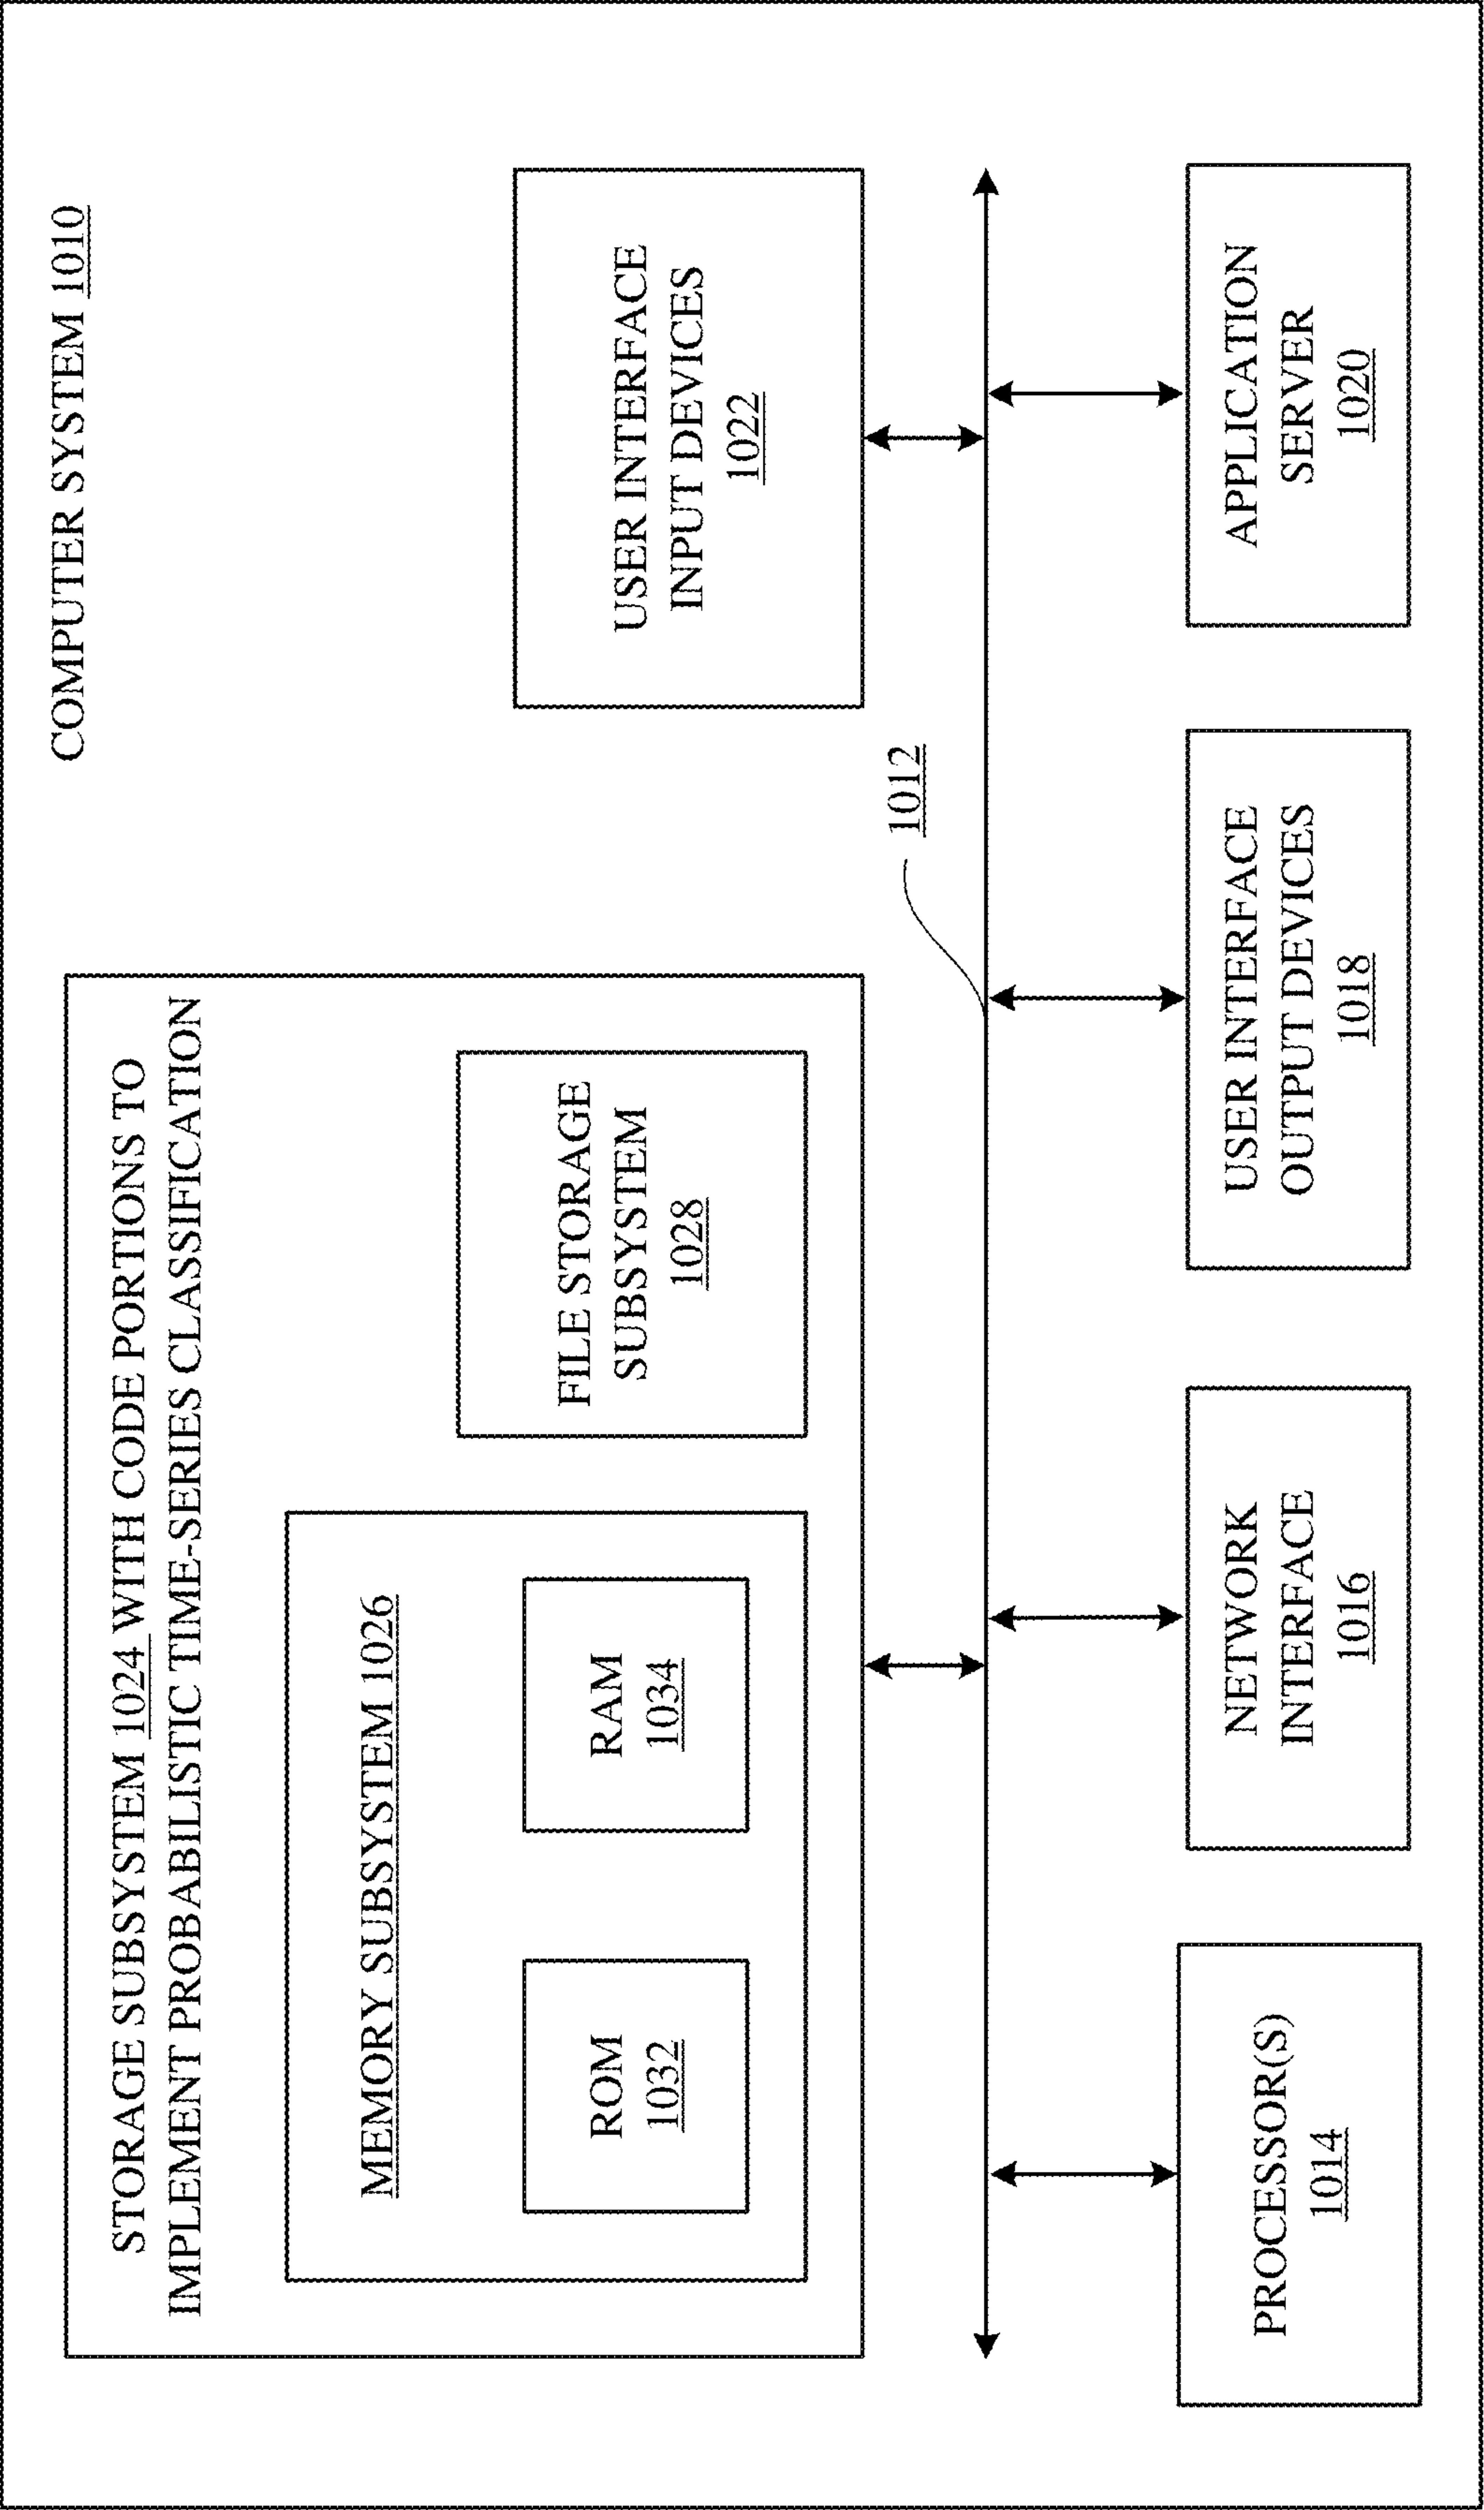 COMPUTER SYSTEM 1010
STORAGE SUBSYSTEM 1024 WITH CODE PORTIONS TO
IMPLEMENT PROBABILISTIC TIME-SERIES CLASSIFICATION
MEMORY SUBSYSTEM 1026
ROM
1032
RAM
1034
FILE STORAGE
SUBSYSTEM
1028
USER INTERFACE
INPUT DEVICES
1022
1012
PROCESSOR(S)
1014
NETWORK
INTERFACE
1016
USER INTERFACE
OUTPUT DEVICES
1018
APPLICATION
SERVER
1020